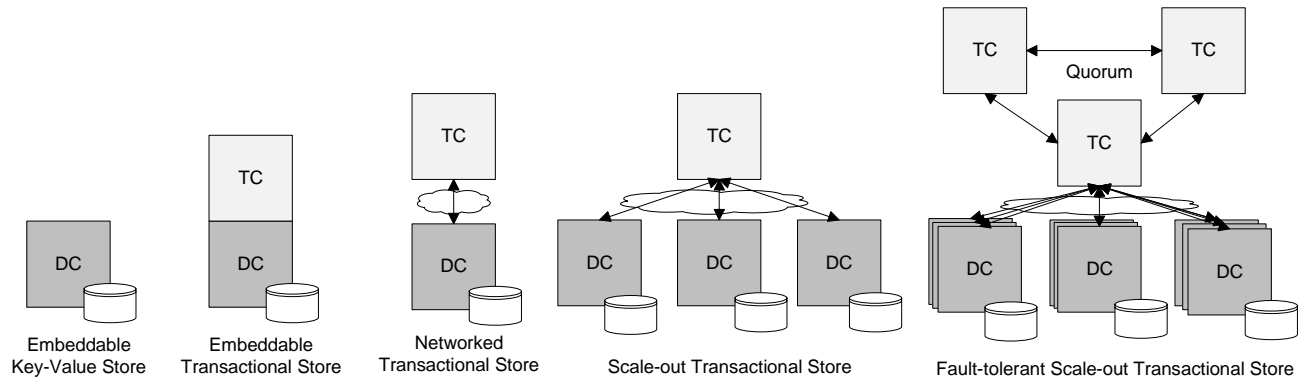 TC
TC
Quorum
TC
TC
TC
TC
DC
DC
DC
DC
DC
DC
DC
DC
DC
Embeddable
Key-Value Store
Embeddable
Transactional Store
Networked
Transactional Store
Scale-out Transactional Store
Fault-tolerant Scale-out Transactional Store